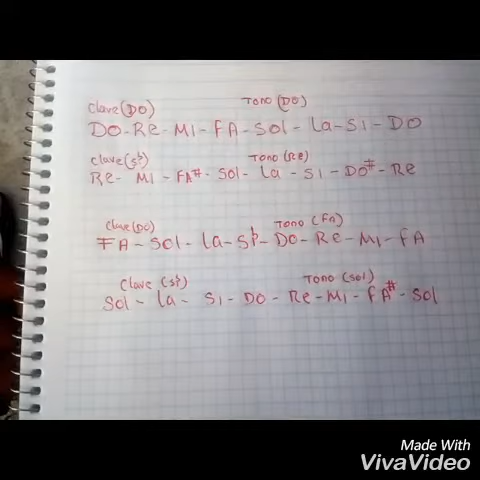 Clave (DO) TONO (DO)
DO-Re-MI-FA-SOL-La-SI-DO
Clave (S♭) TONO (Re)
Re-MI-FA#-SOL-La-SI-DO#-Re
Clave (DO) TONO (Fa)
FA-SOL-La-S♭-DO-Re-MI-FA
Clave (S♭) TONO (SOL)
SOL-La-SI-DO-Re-MI-FA#-SOL
Made With
VivaVideo